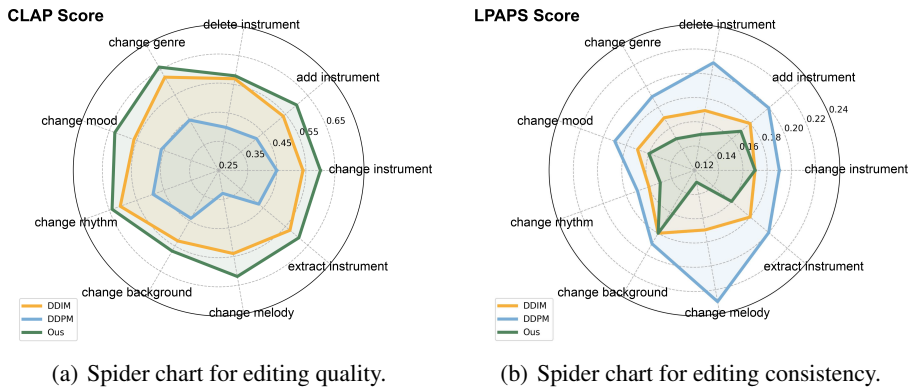 CLAP Score
delete instrument
change genre
add instrument
change mood
0.65
0.55
0.45
0.35
0.25
change instrument
change rhythm
extract instrument
change background
change melody
DDIM
DDPM
Ous
(a) Spider chart for editing quality.
LPAPS Score
delete instrument
change genre
add instrument
change mood
0.24
0.22
0.20
0.18
0.16
0.14
0.12
change instrument
change rhythm
extract instrument
change background
change melody
DDIM
DDPM
Ous
(b) Spider chart for editing consistency.